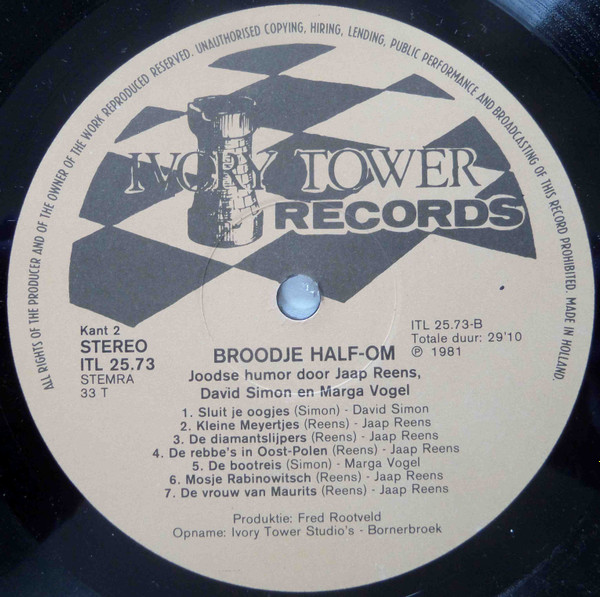 ALL RIGHTS OF THE PRODUCER AND OF THE OWNER OF THE WORK REPRODUCED RESERVED. UNAUTHORISED COPYING, HIRING, LENDING, PUBLIC PERFORMANCE AND BROADCASTING OF THIS RECORD PROHIBITED. MADE IN HOLLAND.
IVORY TOWER
RECORDS
Kant 2
STEREO
ITL 25.73
STEMRA
33 T
ITL 25.73-B
Totale duur: 29'10
℗ 1981
BROODJE HALF-OM
Joodse humor door Jaap Reens,
David Simon en Marga Vogel
1. Sluit je oogjes (Simon) - David Simon
2. Kleine Meyertjes (Reens) - Jaap Reens
3. De diamantslijpers (Reens) - Jaap Reens
4. De rebbe's in Oost-Polen (Reens) - Jaap Reens
5. De bootreis (Simon) - Marga Vogel
6. Mosje Rabinowitsch (Reens) - Jaap Reens
7. De vrouw van Maurits (Reens) - Jaap Reens
Produktie: Fred Rootveld
Opname: Ivory Tower Studio's - Bornerbroek